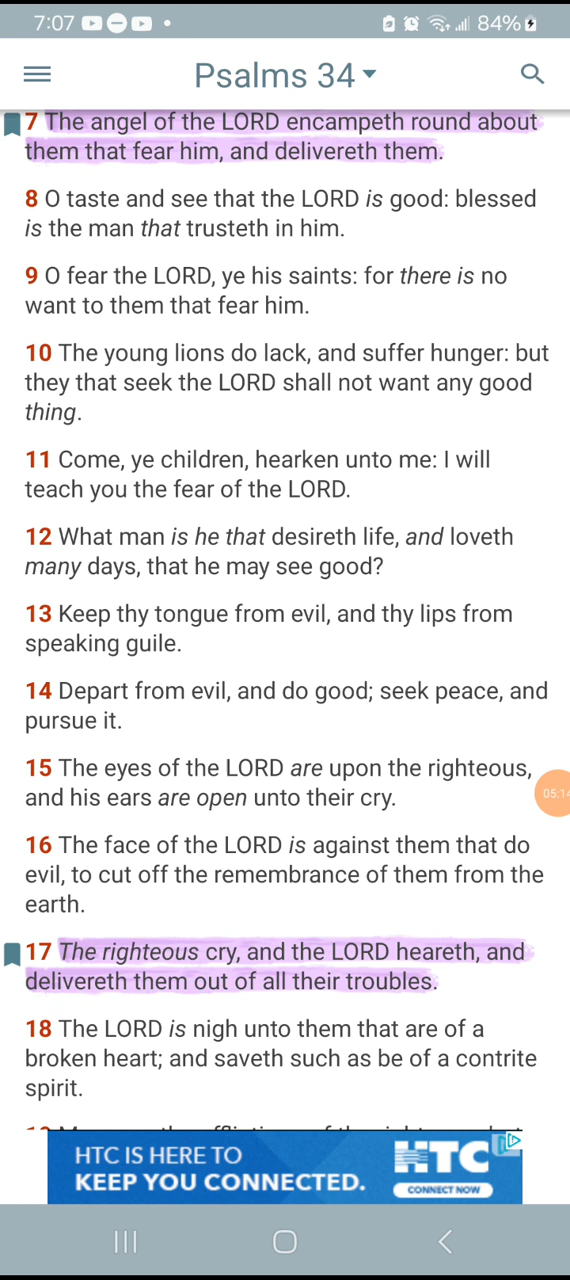 7:07
84%
Psalms 34
7 The angel of the LORD encampeth round about
them that fear him, and delivereth them.
8 O taste and see that the LORD is good: blessed
is the man that trusteth in him.
9 O fear the LORD, ye his saints: for there is no
want to them that fear him.
10 The young lions do lack, and suffer hunger: but
they that seek the LORD shall not want any good
thing.
11 Come, ye children, hearken unto me: I will
teach you the fear of the LORD.
12 What man is he that desireth life, and loveth
many days, that he may see good?
13 Keep thy tongue from evil, and thy lips from
speaking guile.
14 Depart from evil, and do good; seek peace, and
pursue it.
15 The eyes of the LORD are upon the righteous,
and his ears are open unto their cry.
05:14
16 The face of the LORD is against them that do
evil, to cut off the remembrance of them from the
earth.
17 The righteous cry, and the LORD heareth, and
delivereth them out of all their troubles.
18 The LORD is nigh unto them that are of a
broken heart; and saveth such as be of a contrite
spirit.
HTC IS HERE TO
KEEP YOU CONNECTED.
HTC
CONNECT NOW